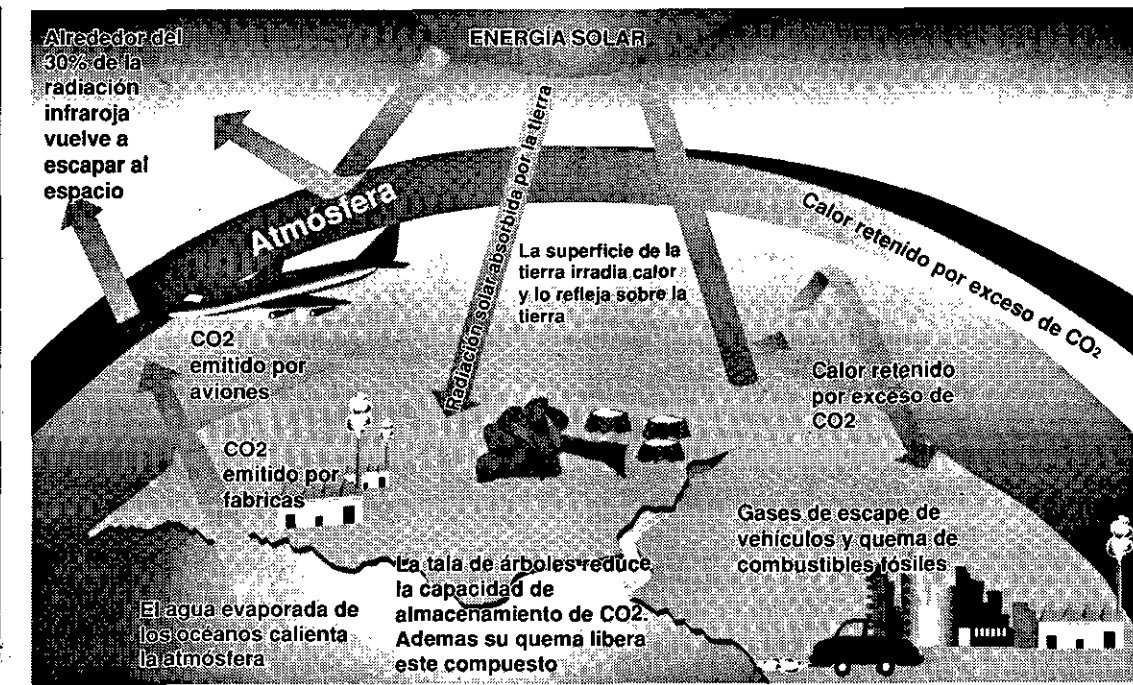 Alrededor del
30% de la
radiación
infraroja
vuelve a
escapar al
espacio
ENERGÍA SOLAR
Atmósfera
Radiación solar absorbida por la tierra
La superficie de la
tierra irradia calor
y lo refleja sobre la
tierra
Calor retenido por exceso de CO2
CO2
emitido por
aviones
Calor retenido
por exceso de
CO2
CO2
emitido por
fabricas
Gases de escape de
vehículos y quema de
combustibles fósiles
La tala de árboles reduce
la capacidad de
almacenamiento de CO2.
Ademas su quema libera
este compuesto
El agua evaporada de
los océanos calienta
la atmósfera